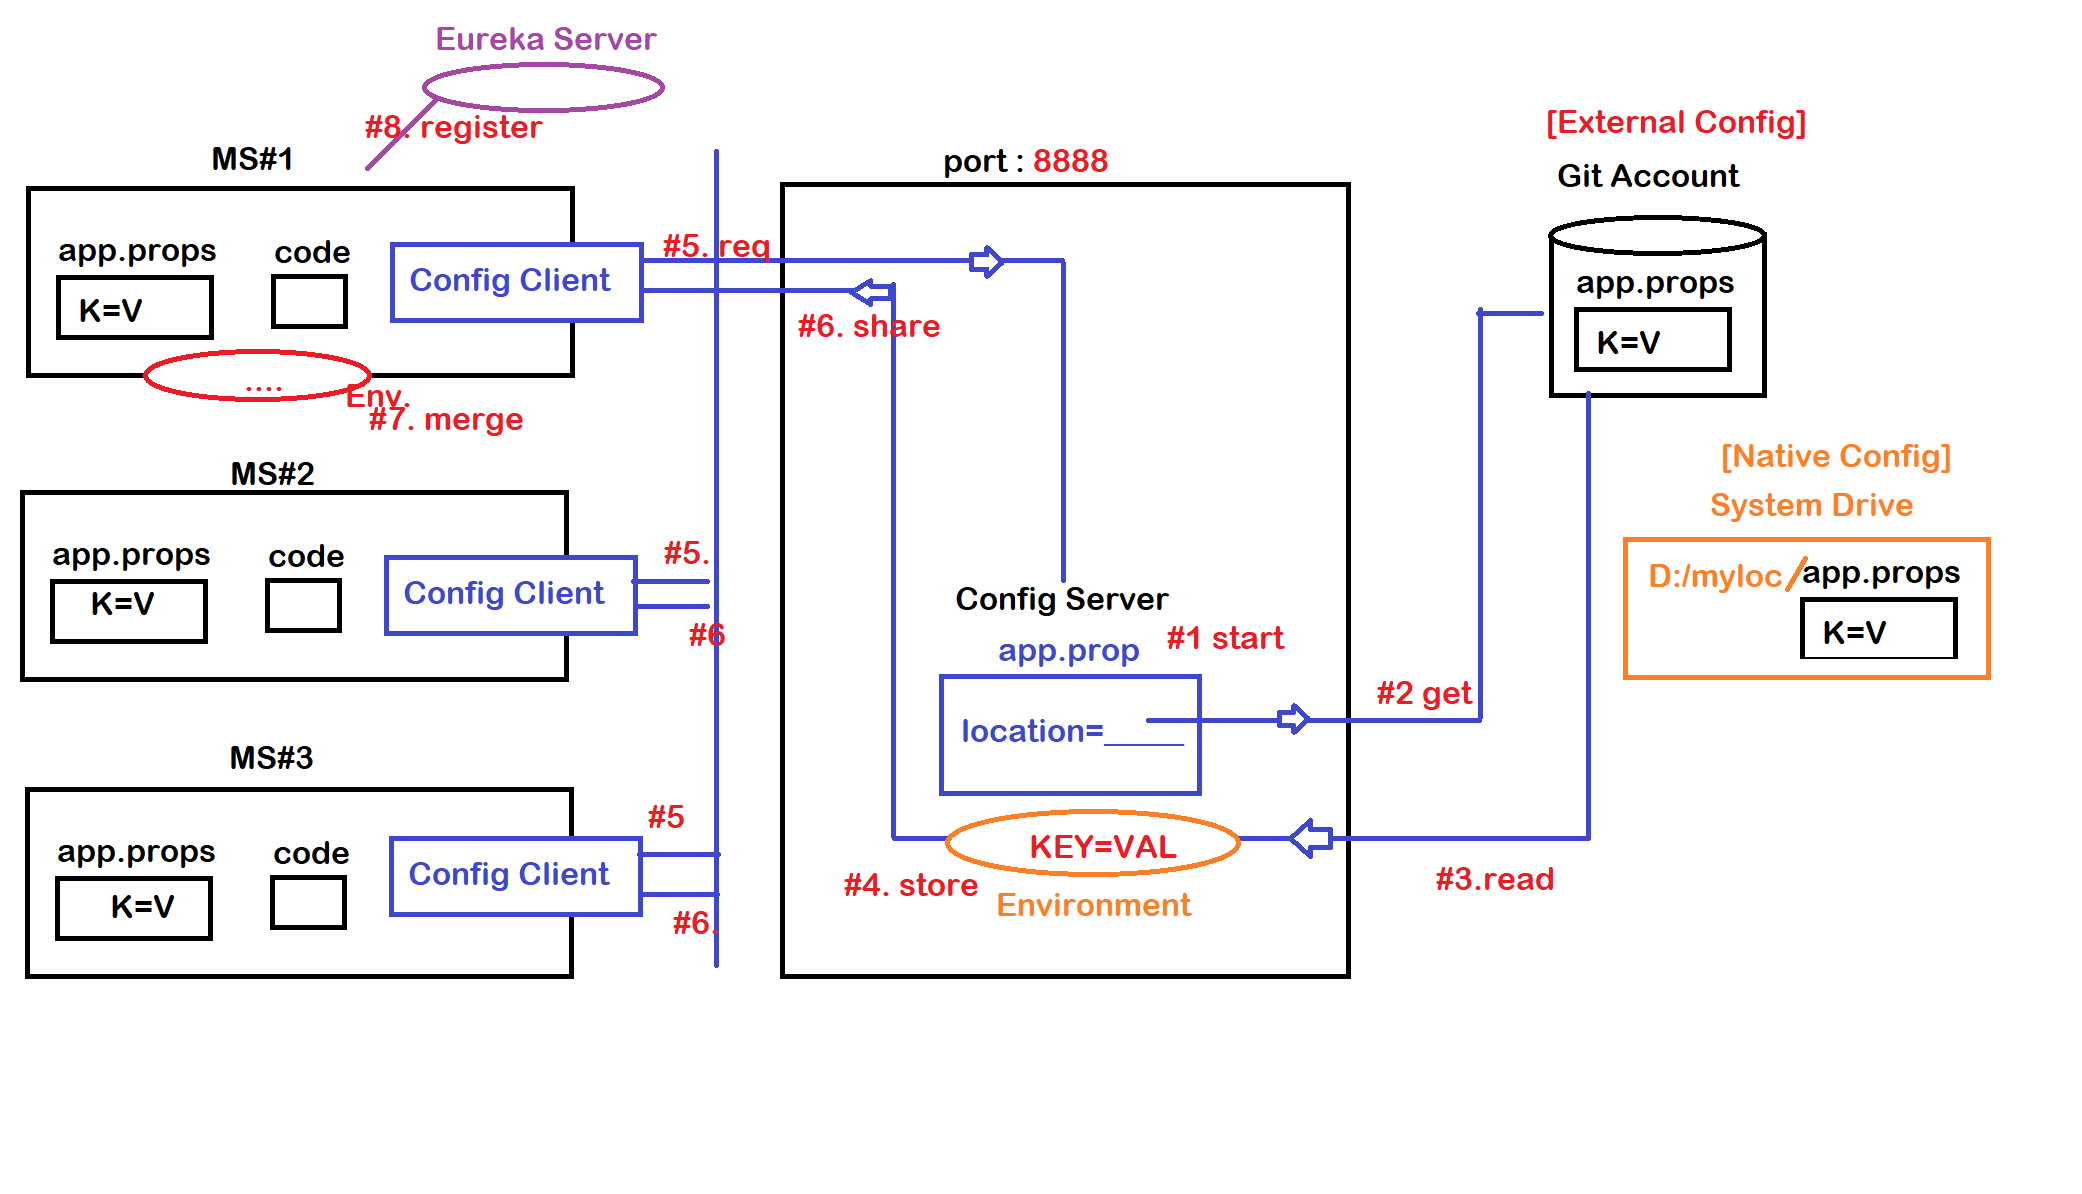 Eureka Server
#8. register
MS#1
app.props
code
K=V
Config Client
....
Env.
#7. merge
#5. req
#6. share
MS#2
app.props
code
K=V
Config Client
#5.
#6
MS#3
app.props
code
K=V
Config Client
#5
#6.
port : 8888
Config Server
app.prop
#1 start
location=______
KEY=VAL
#4. store
Environment
#2 get
#3.read
[External Config]
Git Account
app.props
K=V
[Native Config]
System Drive
D:/myloc/app.props
K=V